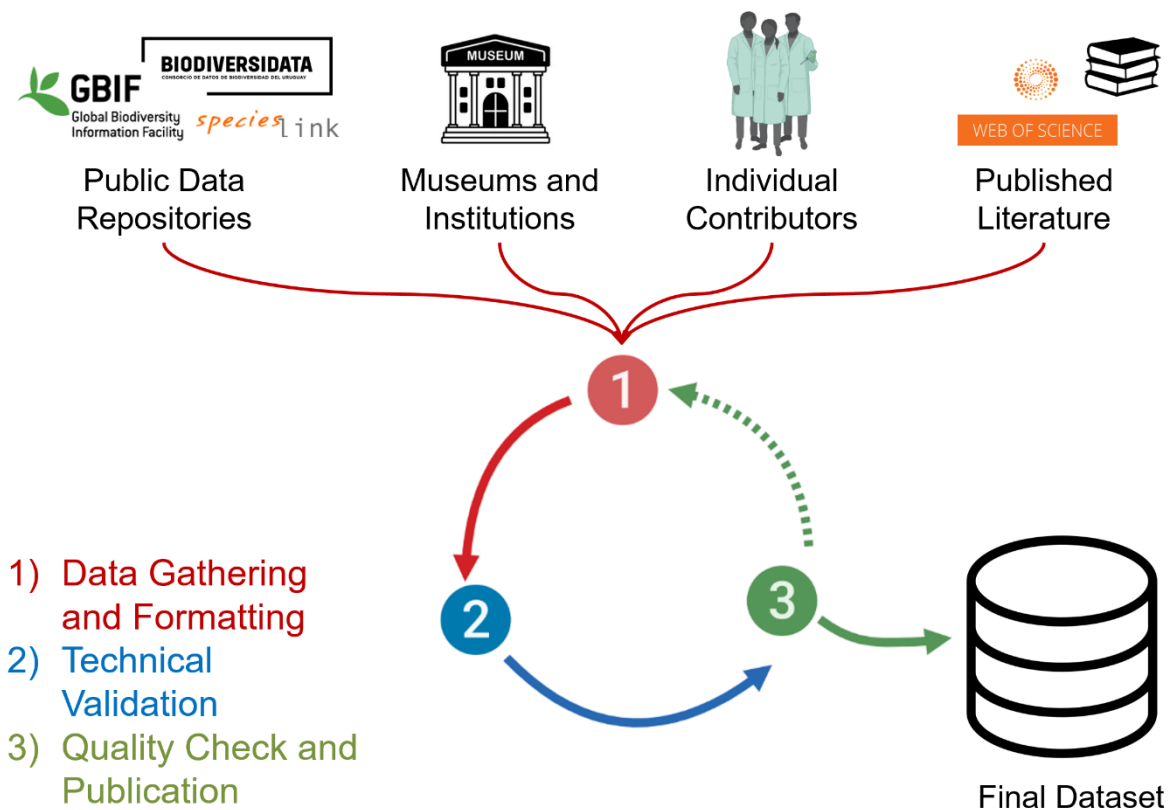 GBIF
Global Biodiversity
Information Facility
BIODIVERSIDATA
CONSORCIO DE DATOS DE BIODIVERSIDAD DEL URUGUAY
species link
MUSEUM
WEB OF SCIENCE
Public Data
Repositories
Museums and
Institutions
Individual
Contributors
Published
Literature
1
2
3
1) Data Gathering
and Formatting
2) Technical
Validation
3) Quality Check and
Publication
Final Dataset